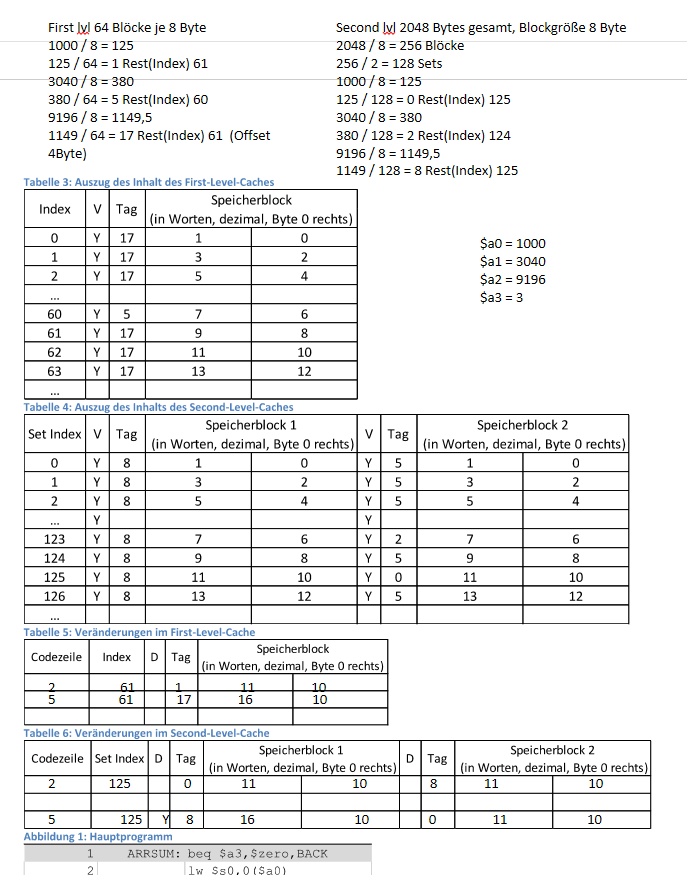 First lvl 64 Blöcke je 8 Byte
1000 / 8 = 125
125 / 64 = 1 Rest(Index) 61
3040 / 8 = 380
380 / 64 = 5 Rest(Index) 60
9196 / 8 = 1149,5
1149 / 64 = 17 Rest(Index) 61 (Offset
4Byte)
Second lvl 2048 Bytes gesamt, Blockgröße 8 Byte
2048 / 8 = 256 Blöcke
256 / 2 = 128 Sets
1000 / 8 = 125
125 / 128 = 0 Rest(Index) 125
3040 / 8 = 380
380 / 128 = 2 Rest(Index) 124
9196 / 8 = 1149,5
1149 / 128 = 8 Rest(Index) 125
Tabelle 3: Auszug des Inhalt des First-Level-Caches
Index V Tag Speicherblock
(in Worten, dezimal, Byte 0 rechts)
0 Y 17 1 0
1 Y 17 3 2
2 Y 17 5 4
...
60 Y 5 7 6
61 Y 17 9 8
62 Y 17 11 10
63 Y 17 13 12
...
$a0 = 1000
$a1 = 3040
$a2 = 9196
$a3 = 3
Tabelle 4: Auszug des Inhalts des Second-Level-Caches
Set Index V Tag Speicherblock 1 V Tag Speicherblock 2
(in Worten, dezimal, Byte 0 rechts) (in Worten, dezimal, Byte 0 rechts)
0 Y 8 1 0 Y 5 1 0
1 Y 8 3 2 Y 5 3 2
2 Y 8 5 4 Y 5 5 4
... Y Y
123 Y 8 7 6 Y 2 7 6
124 Y 8 9 8 Y 5 9 8
125 Y 8 11 10 Y 0 11 10
126 Y 8 13 12 Y 5 13 12
...
Tabelle 5: Veränderungen im First-Level-Cache
Codezeile Index D Tag Speicherblock
(in Worten, dezimal, Byte 0 rechts)
2 61 1 11 10
5 61 17 16 10
Tabelle 6: Veränderungen im Second-Level-Cache
Codezeile Set Index D Tag Speicherblock 1 D Tag Speicherblock 2
(in Worten, dezimal, Byte 0 rechts) (in Worten, dezimal, Byte 0 rechts)
2 125 0 11 10 8 11 10
5 125 Y 8 16 10 0 11 10
Abbildung 1: Hauptprogramm
1 ARRSUM: beq $a3,$zero,BACK
2 lw $s0,0($a0)